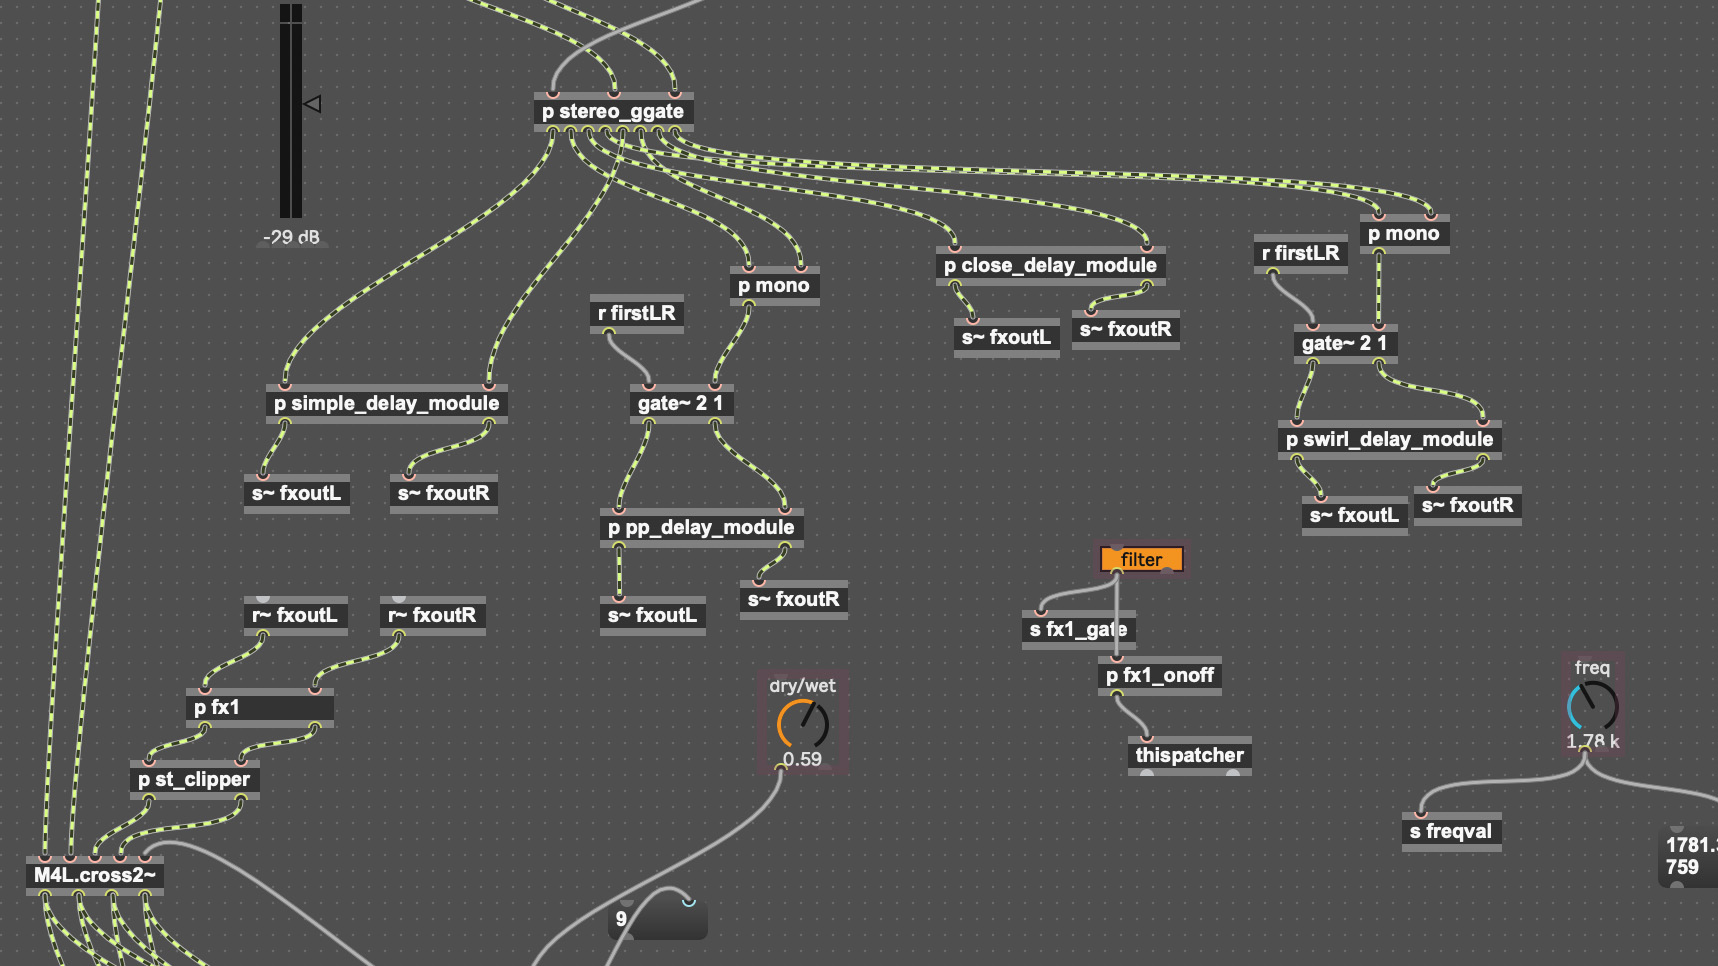 p stereo_ggate
-29 dB
p mono
r firstLR
p close_delay_module
p mono
r firstLR
s~ fxoutL
s~ fxoutR
gate~ 2 1
p simple_delay_module
gate~ 2 1
p swirl_delay_module
s~ fxoutL
s~ fxoutR
s~ fxoutL
s~ fxoutR
p pp_delay_module
filter
s~ fxoutL
s~ fxoutR
r~ fxoutL
r~ fxoutR
s fx1_gate
p fx1_onoff
thispatcher
p fx1
dry/wet
0.59
freq
1.78 k
p st_clipper
s freqval
1781.
759
M4L.cross2~
9